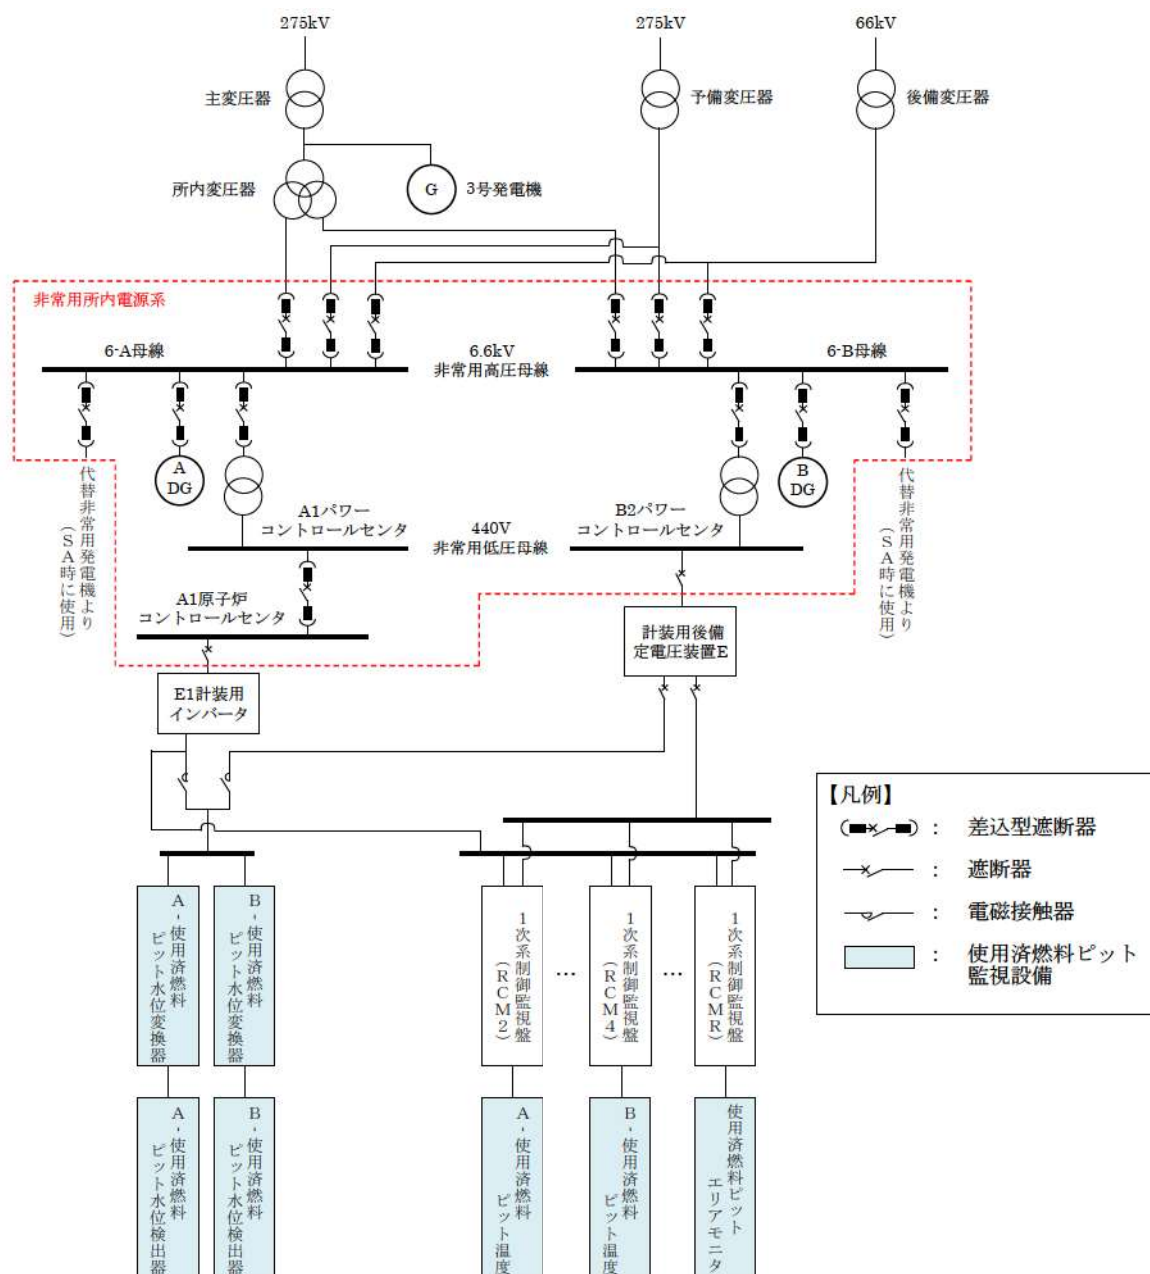 275kV
275kV
66kV
主変圧器
予備変圧器
後備変圧器
所内変圧器
G
3号発電機
非常用所内電源系
6-A母線
6.6kV
非常用高圧母線
6-B母線
A
DG
B
DG
代替非常用発電機より
(SA時に使用)
代替非常用発電機より
(SA時に使用)
A1パワー
コントロールセンタ
440V
非常用低圧母線
B2パワー
コントロールセンタ
A1原子炉
コントロールセンタ
計装用後備
定電圧装置E
E1計装用
インバータ
【凡例】
: 差込型遮断器
: 遮断器
: 電磁接触器
: 使用済燃料ピット
監視設備
A-使用済燃料
ピット水位変換器
B-使用済燃料
ピット水位変換器
1次系制御監視盤
(RCM2)
…
1次系制御監視盤
(RCM4)
…
1次系制御監視盤
(RCMR)
A-使用済燃料
ピット水位検出器
B-使用済燃料
ピット水位検出器
A-使用済燃料
ピット温度
B-使用済燃料
ピット温度
使用済燃料ピット
エリアモニタ